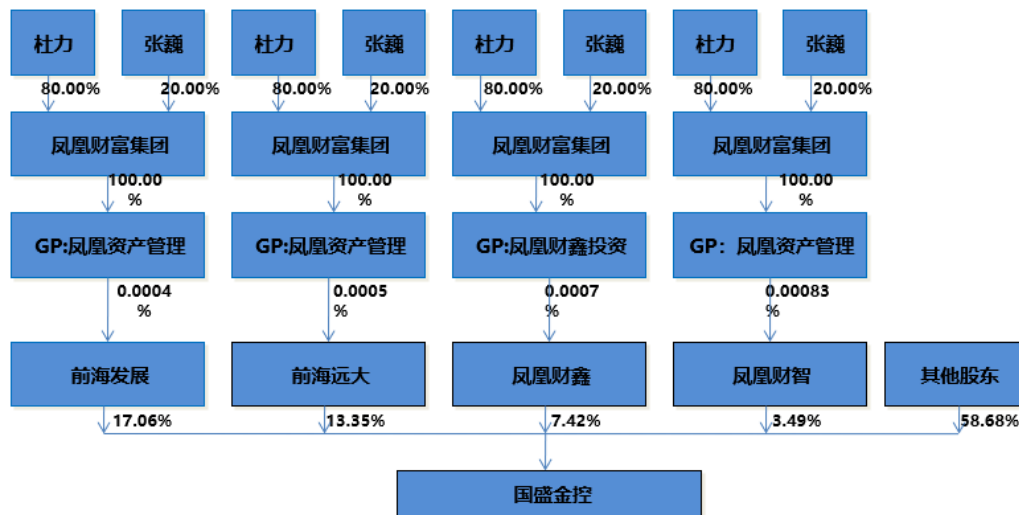 杜力 张巍 杜力 张巍 杜力 张巍 杜力 张巍
80.00% 20.00% 80.00% 20.00% 80.00% 20.00% 80.00% 20.00%
凤凰财富集团 凤凰财富集团 凤凰财富集团 凤凰财富集团
100.00 100.00 100.00 100.00
% % % %
GP:凤凰资产管理 GP:凤凰资产管理 GP:凤凰财鑫投资 GP：凤凰资产管理
0.0004 0.0005 0.0007 0.00083
% % % %
前海发展 前海远大 凤凰财鑫 凤凰财智 其他股东
17.06% 13.35% 7.42% 3.49% 58.68%
国盛金控